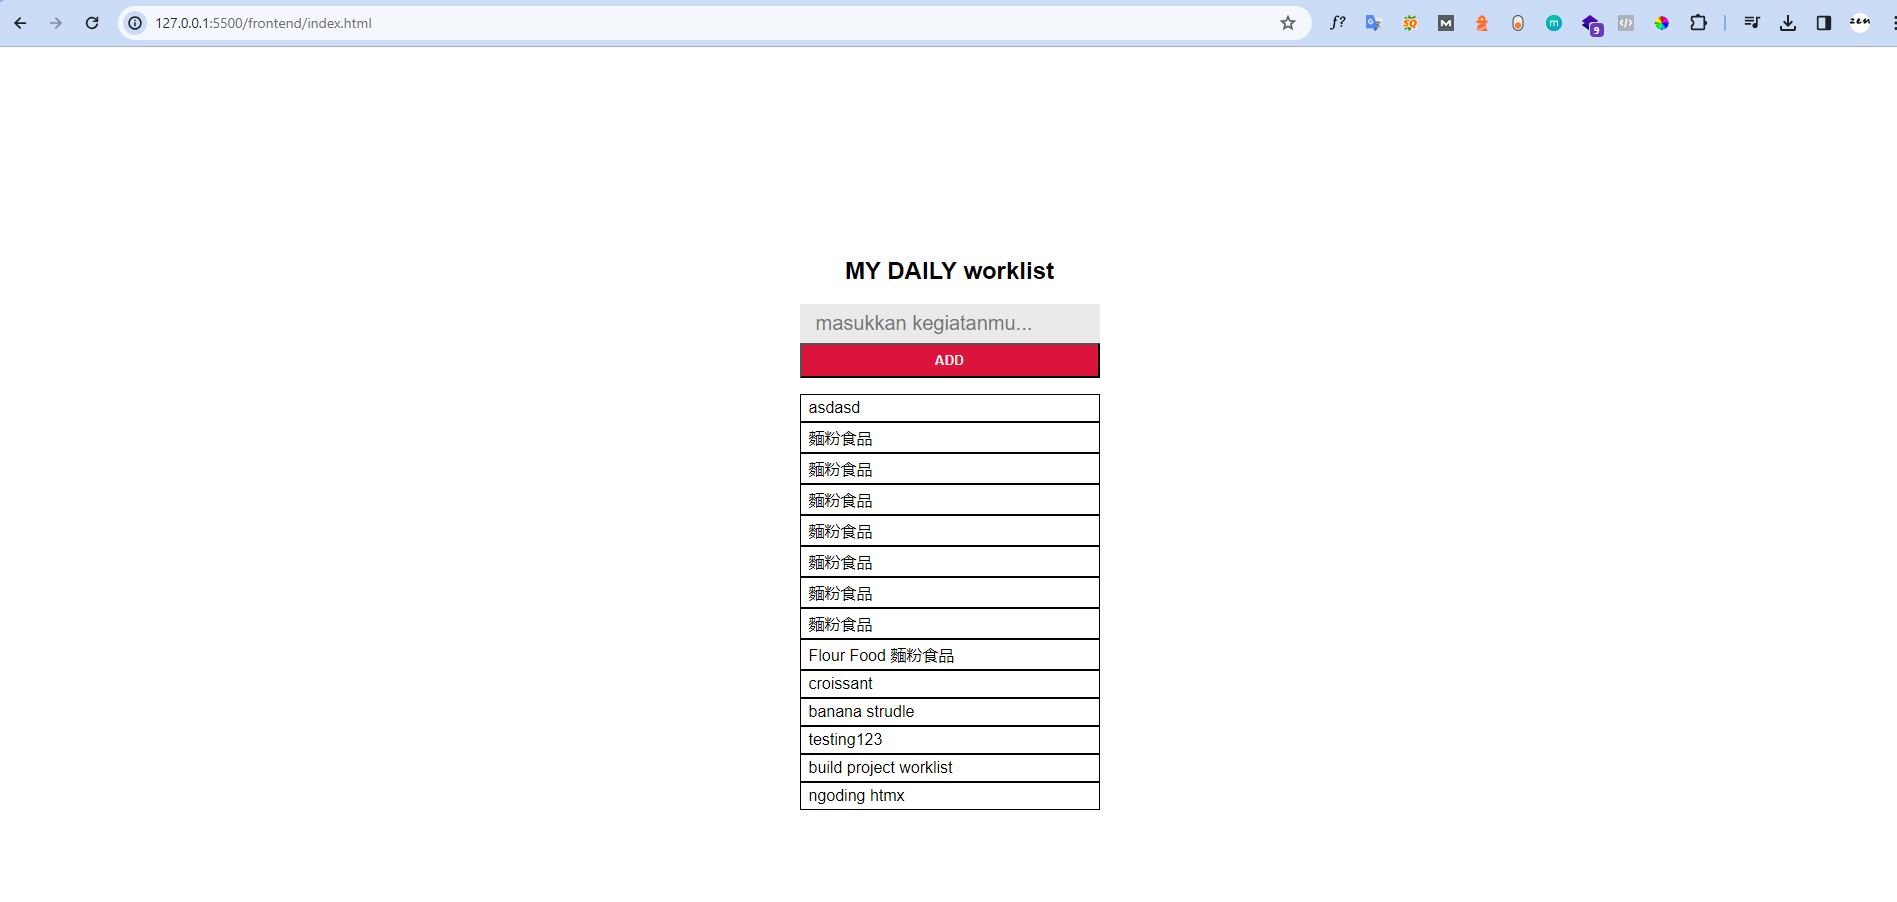 127.0.0.1:5500/frontend/index.html
f?
SQ
M
m
9
zen
MY DAILY worklist
masukkan kegiatanmu...
ADD
asdasd
麵粉食品
麵粉食品
麵粉食品
麵粉食品
麵粉食品
麵粉食品
麵粉食品
Flour Food 麵粉食品
croissant
banana strudle
testing123
build project worklist
ngoding htmx